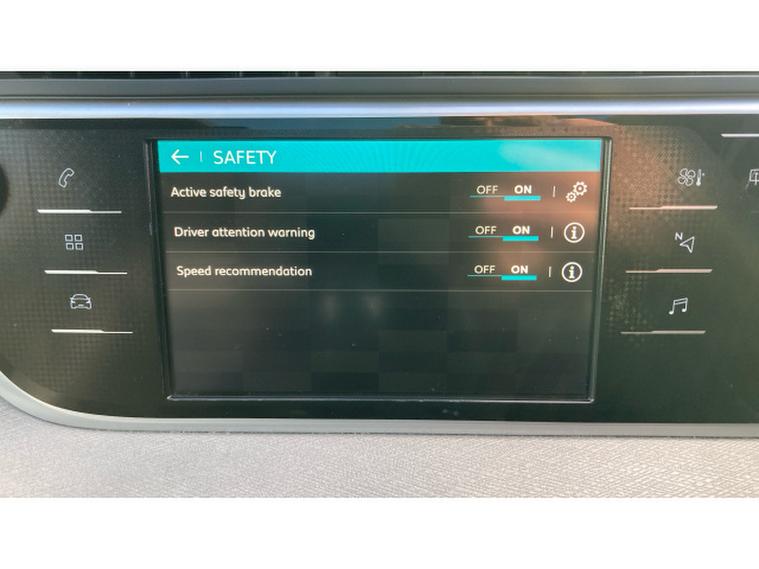 SAFETY
Active safety brake OFF ON
Driver attention warning OFF ON
Speed recommendation OFF ON
N